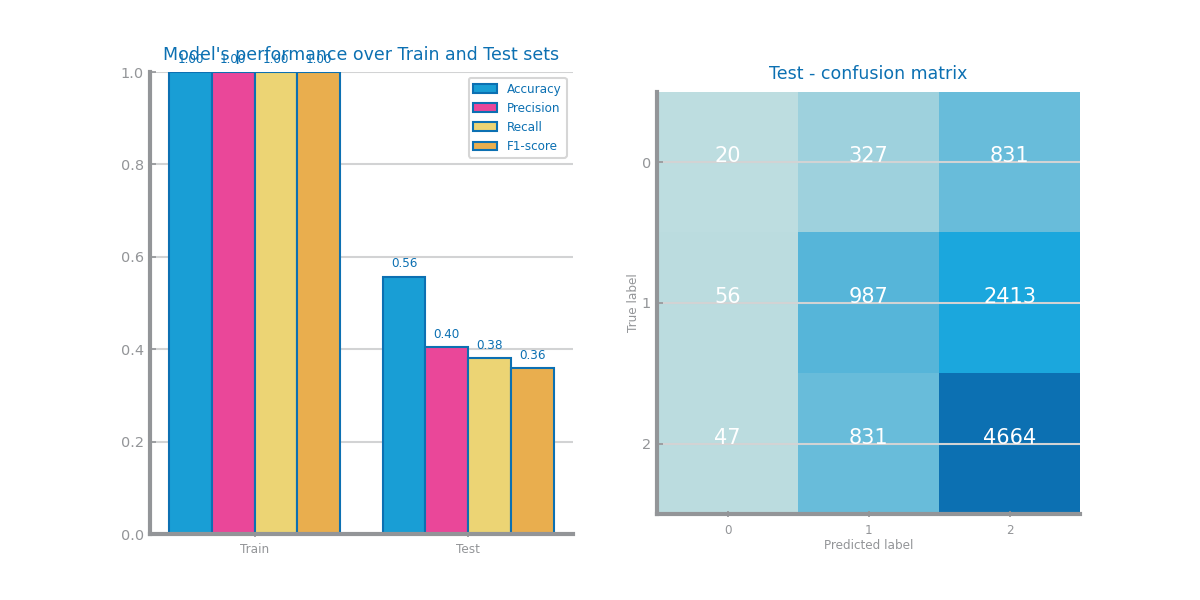 Model's performance over Train and Test sets
1.00 1.00 1.00 1.00
1.0
0.8
0.6
0.4
0.2
0.0
Accuracy
Precision
Recall
F1-score
0.56
0.40
0.38
0.36
Train Test
Test - confusion matrix
True label
0 20 327 831
1 56 987 2413
2 47 831 4664
0 1 2
Predicted label